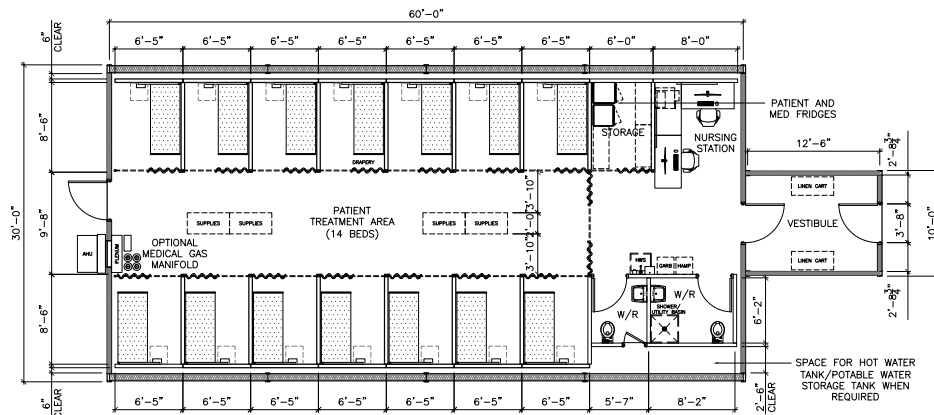 60'-0"
6" CLEAR
6'-5" 6'-5" 6'-5" 6'-5" 6'-5" 6'-5" 6'-5" 6'-0" 8'-0"
8'-6"
30'-0"
9'-8"
8'-6"
6" CLEAR
STORAGE
NURSING
STATION
PATIENT AND
MED FRIDGES
12'-6"
2'-8¾"
DRAPERY
SUPPLIES SUPPLIES
PATIENT
TREATMENT AREA
(14 BEDS)
SUPPLIES SUPPLIES
3'-10"
2'-0"
3'-10"
LINEN CART
VESTIBULE
LINEN CART
3'-8"
10'-0"
2'-8¾"
AHU
PLENUM
OPTIONAL
MEDICAL GAS
MANIFOLD
HWS
GARB HAMP
W/R
W/R
SHOWER/
UTILITY BASIN
6'-2"
2'-6"
CLEAR
SPACE FOR HOT WATER
TANK/POTABLE WATER
STORAGE TANK WHEN
REQUIRED
6'-5" 6'-5" 6'-5" 6'-5" 6'-5" 6'-5" 6'-5" 5'-7" 8'-2"